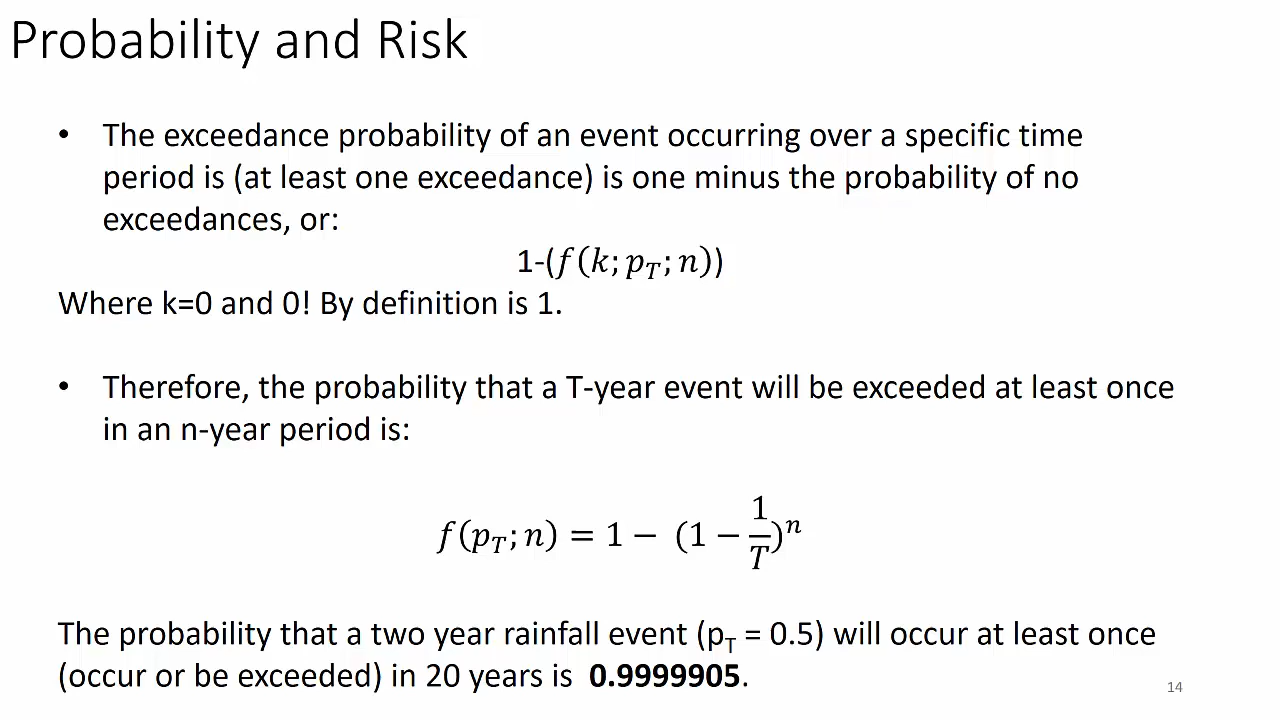 Probability and Risk
• The exceedance probability of an event occurring over a specific time
period is (at least one exceedance) is one minus the probability of no
exceedances, or:
1-(𝑓(𝑘; 𝑝_𝑇; 𝑛))
Where k=0 and 0! By definition is 1.
• Therefore, the probability that a T-year event will be exceeded at least once
in an n-year period is:
𝑓(𝑝_𝑇; 𝑛) = 1 − (1 − 1/𝑇)^𝑛
The probability that a two year rainfall event (p_T = 0.5) will occur at least once
(occur or be exceeded) in 20 years is 0.9999905.
14